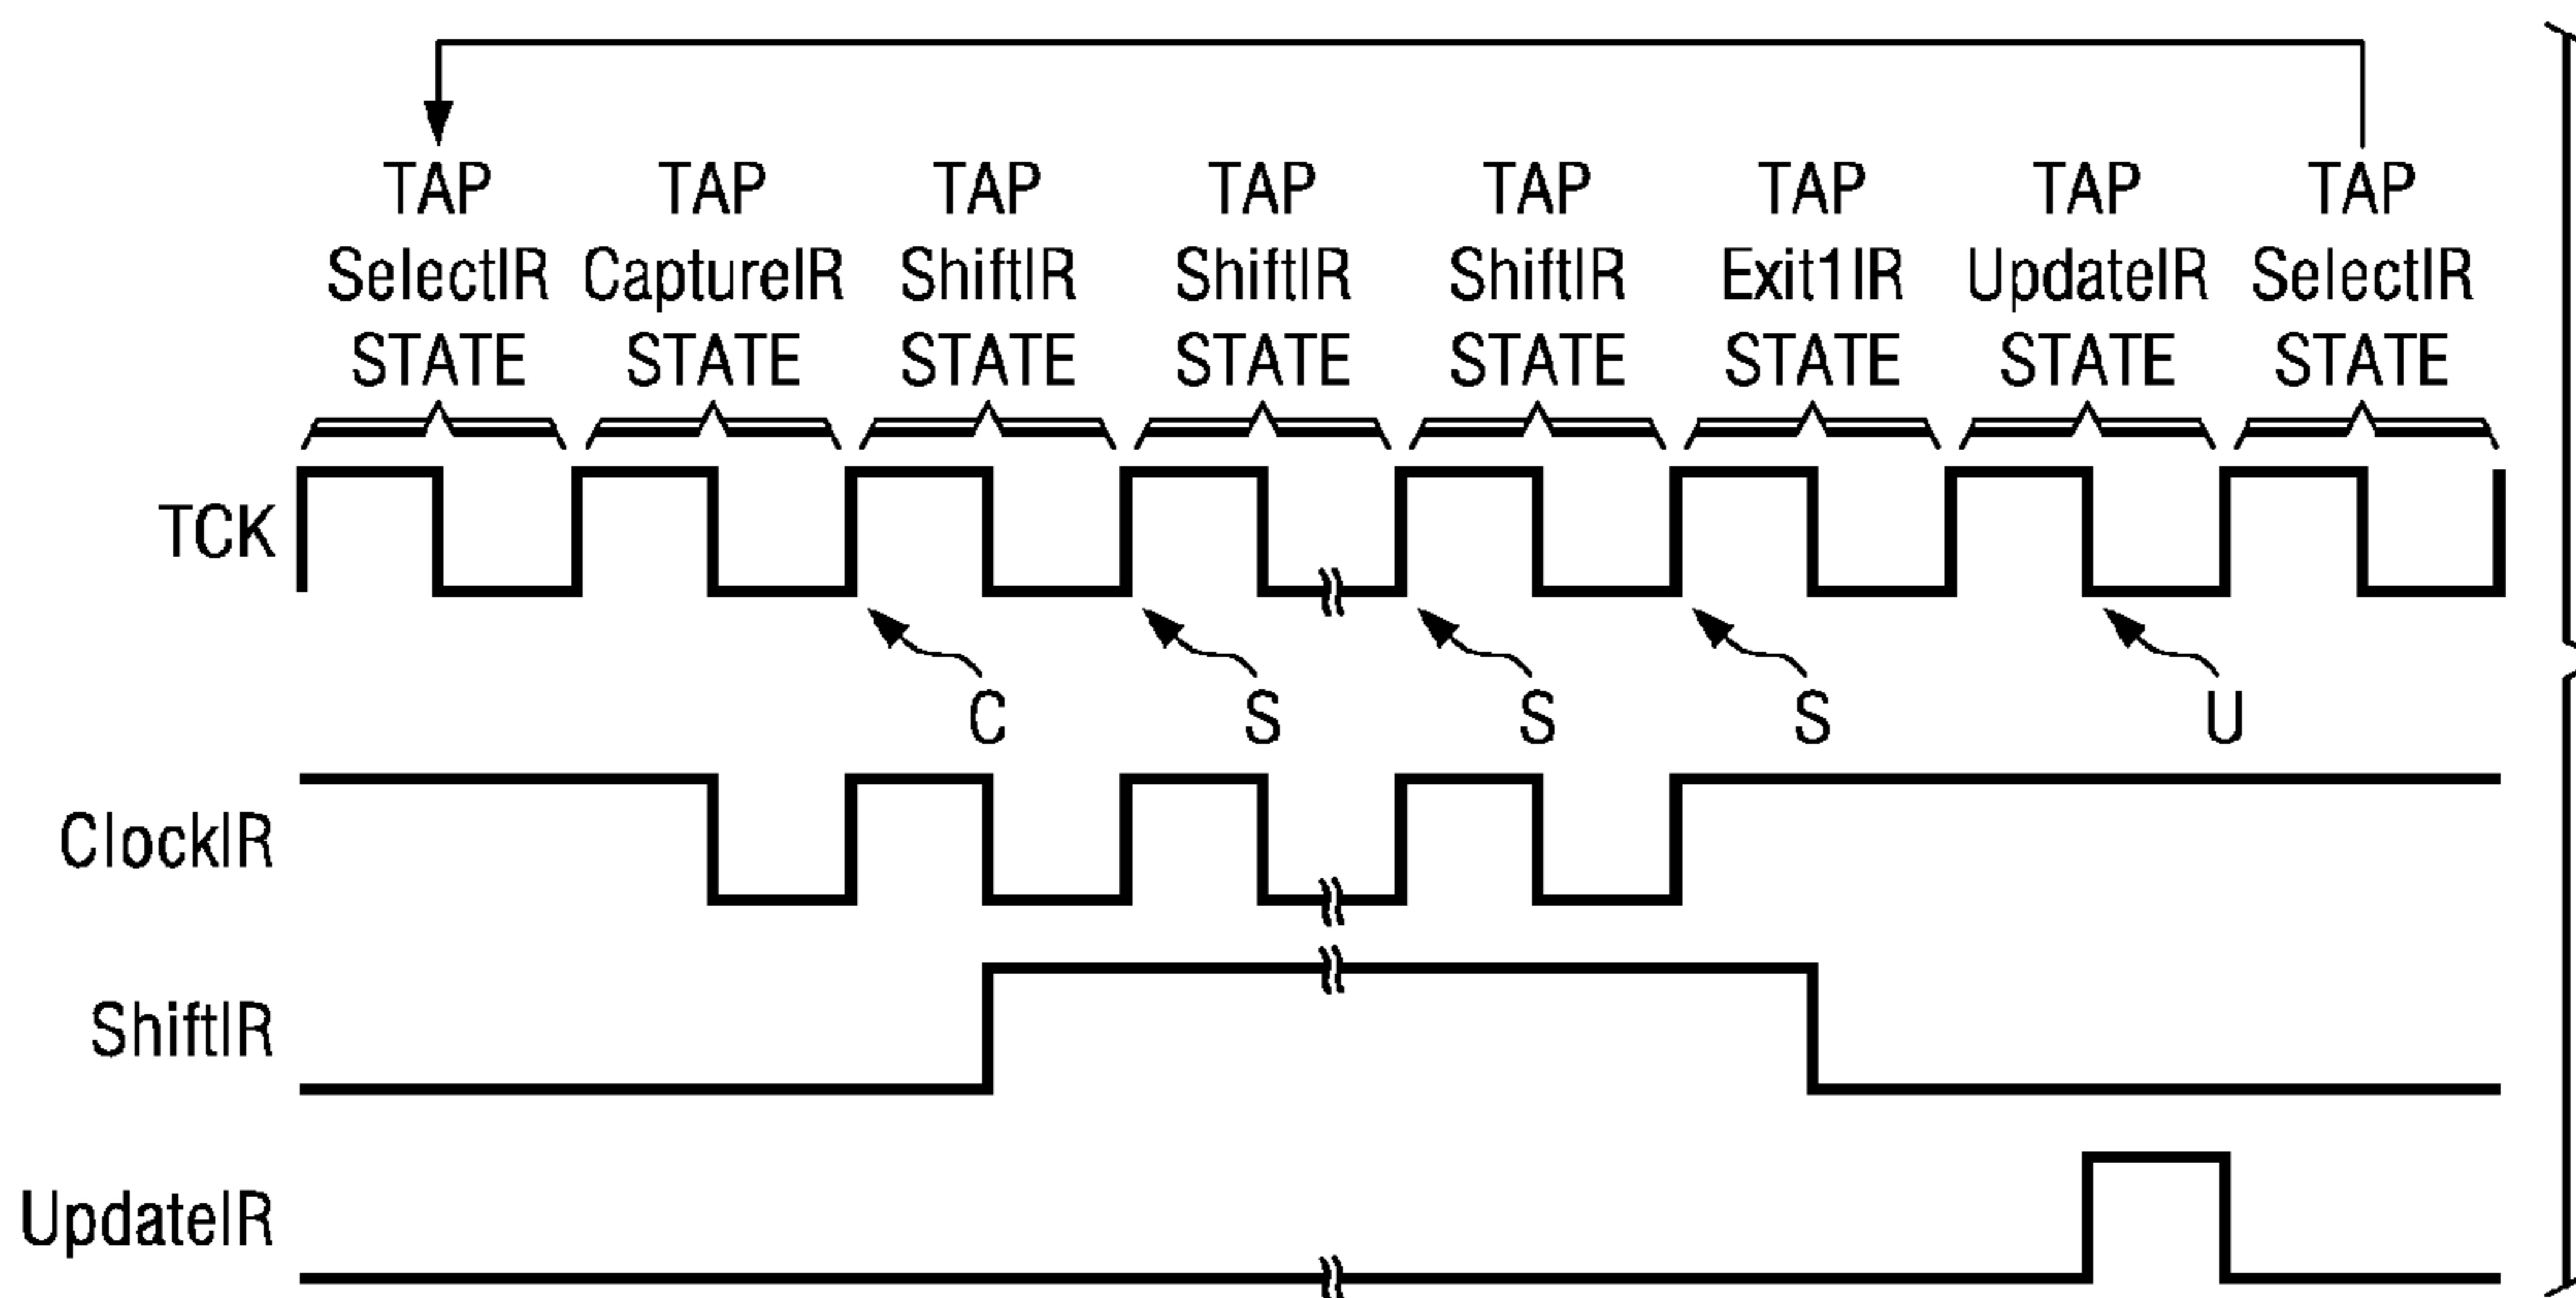 TAP TAP TAP TAP TAP TAP TAP TAP
SelectIR CaptureIR ShiftIR ShiftIR ShiftIR Exit1IR UpdateIR SelectIR
STATE STATE STATE STATE STATE STATE STATE STATE
TCK
C S S S U
ClockIR
ShiftIR
UpdateIR